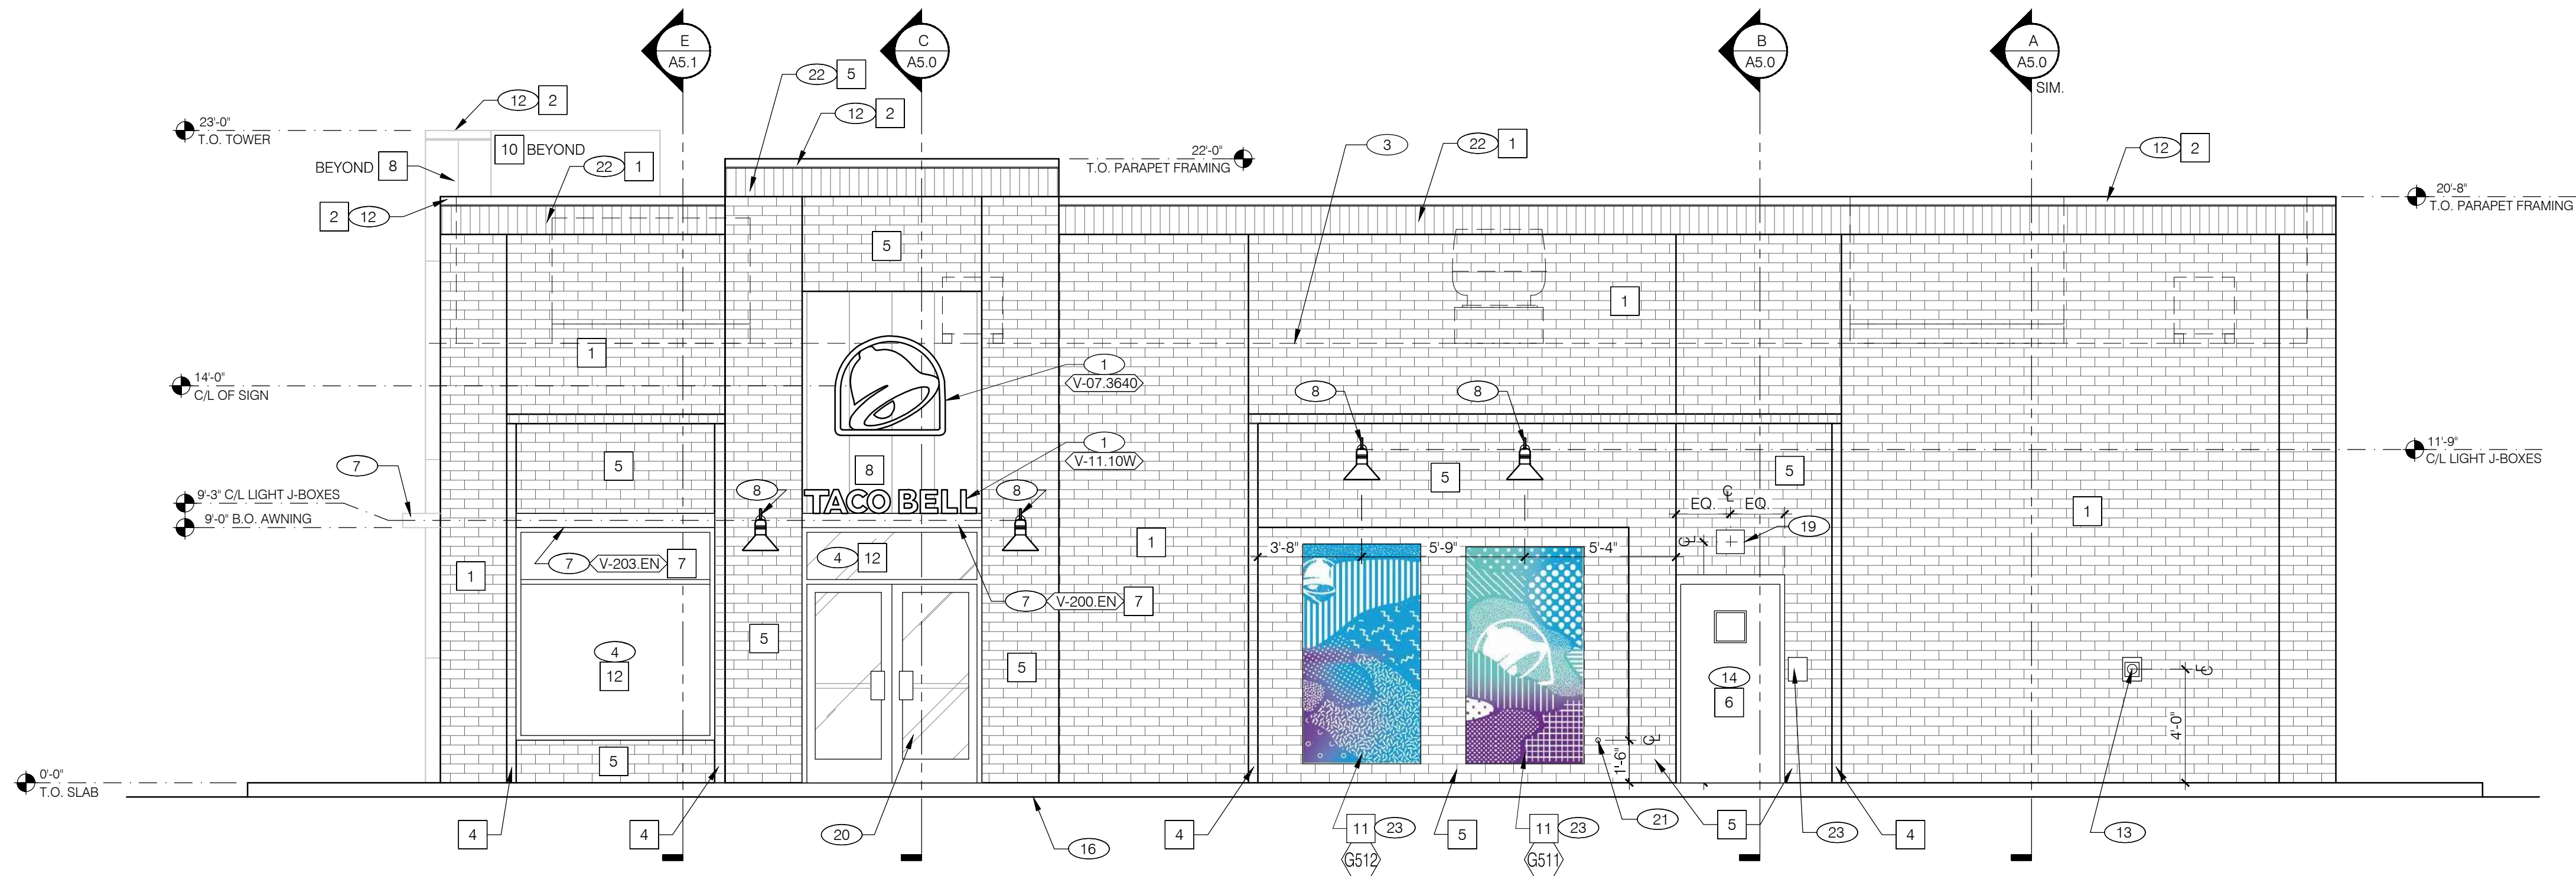 E
A5.1
C
A5.0
B
A5.0
A
A5.0
SIM.
22 5
12 2
12 2
23'-0"
T.O. TOWER
10 BEYOND
BEYOND 8
22 1
22'-0"
T.O. PARAPET FRAMING
3
22 1
12 2
20'-8"
T.O. PARAPET FRAMING
2 12
5
1
1
14'-0"
C/L OF SIGN
1
V-07.3640
8
8
1
V-11.10W
11'-9"
C/L LIGHT J-BOXES
7
5
8
5
5
9'-3" C/L LIGHT J-BOXES
9'-0" B.O. AWNING
8
TACO BELL
8
EQ.
CL
EQ.
1
1
19
7 V-203.EN 7
4 12
3'-8"
5'-9"
5'-4"
CL
1
7 V-200.EN 7
5
5
4
12
14
6
CL
4'-0"
5
CL
1'-6"
0'-0"
T.O. SLAB
4
4
20
16
4
11 23
G512
5
11 23
G511
21
5
23
4
13